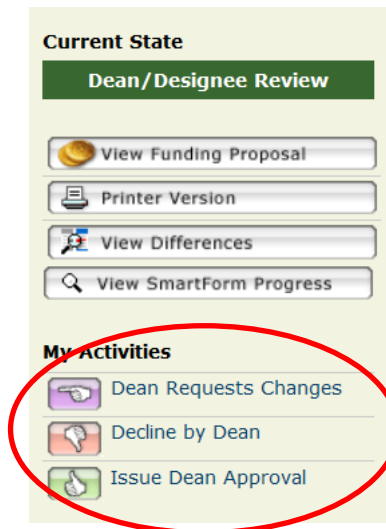 Current State
Dean/Designee Review
View Funding Proposal
Printer Version
View Differences
View SmartForm Progress
My Activities
Dean Requests Changes
Decline by Dean
Issue Dean Approval